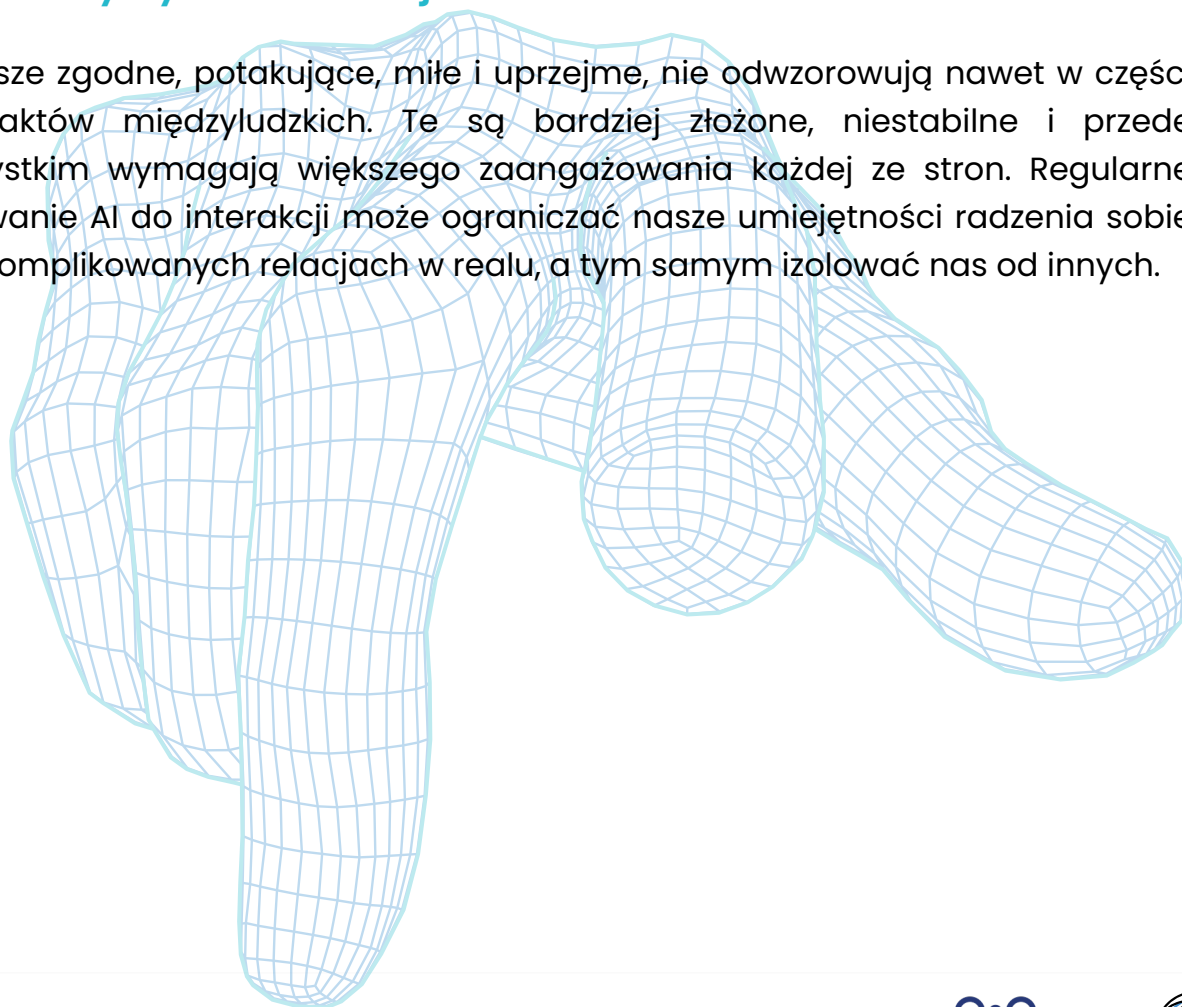 sze zgodne, potakujące, miłe i uprzejme, nie odwzorowują nawet w częśc
aktów międzyludzkich. Te są bardziej złożone, niestabilne i przede
ystkim wymagają większego zaangażowania każdej ze stron. Regularne
wanie AI do interakcji może ograniczać nasze umiejętności radzenia sobie
omplikowanych relacjach w realu, a tym samym izolować nas od innych.